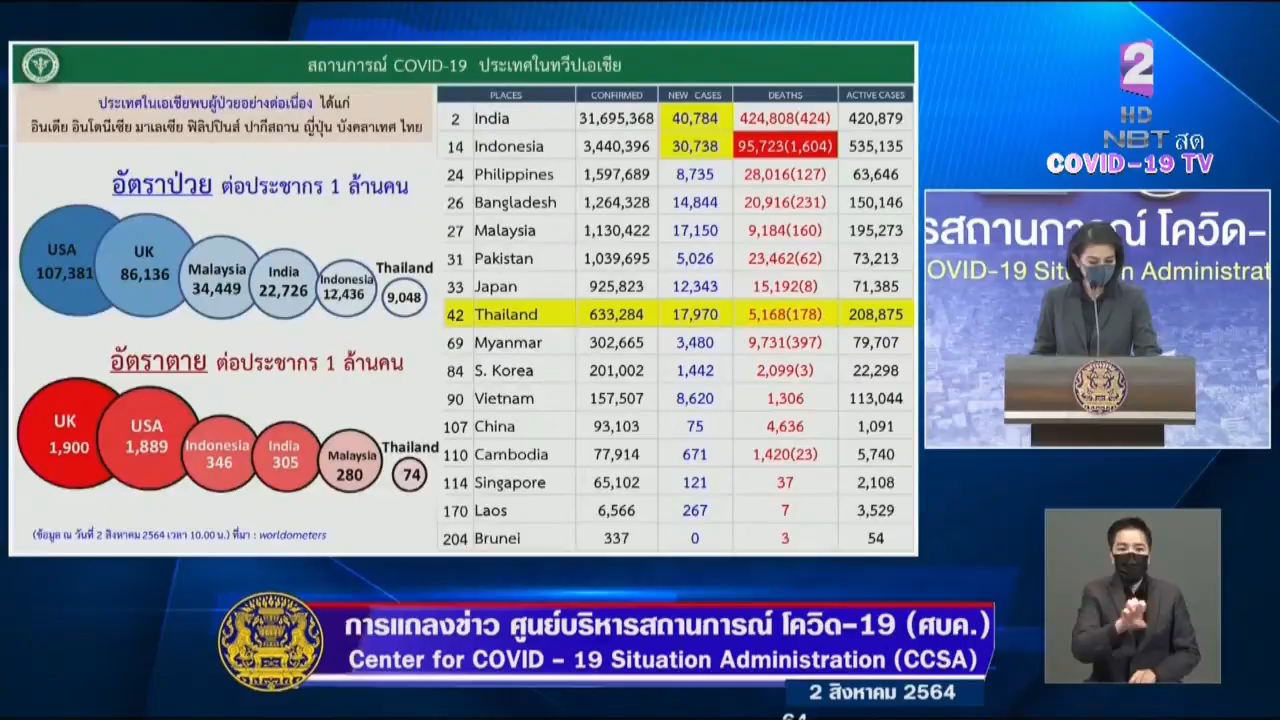 สถานการณ์ COVID-19 ประเทศในทวีปเอเชีย
ประเทศในเอเชียพบผู้ป่วยอย่างต่อเนื่อง ได้แก่
อินเดีย อินโดนีเซีย มาเลเซีย ฟิลิปปินส์ ปากีสถาน ญี่ปุ่น บังคลาเทศ ไทย
อัตราป่วย ต่อประชากร 1 ล้านคน
USA 107,381
UK 86,136
Malaysia 34,449
India 22,726
Indonesia 12,436
Thailand 9,048
อัตราตาย ต่อประชากร 1 ล้านคน
UK 1,900
USA 1,889
Indonesia 346
India 305
Malaysia 280
Thailand 74
(ข้อมูล ณ วันที่ 2 สิงหาคม 2564 เวลา 10.00 น.) ที่มา : worldometers
PLACES CONFIRMED NEW CASES DEATHS ACTIVE CASES
2 India 31,695,368 40,784 424,808(424) 420,879
14 Indonesia 3,440,396 30,738 95,723(1,604) 535,135
24 Philippines 1,597,689 8,735 28,016(127) 63,646
26 Bangladesh 1,264,328 14,844 20,916(231) 150,146
27 Malaysia 1,130,422 17,150 9,184(160) 195,273
31 Pakistan 1,039,695 5,026 23,462(62) 73,213
33 Japan 925,823 12,343 15,192(8) 71,385
42 Thailand 633,284 17,970 5,168(178) 208,875
69 Myanmar 302,665 3,480 9,731(397) 79,707
84 S. Korea 201,002 1,442 2,099(3) 22,298
90 Vietnam 157,507 8,620 1,306 113,044
107 China 93,103 75 4,636 1,091
110 Cambodia 77,914 671 1,420(23) 5,740
114 Singapore 65,102 121 37 2,108
170 Laos 6,566 267 7 3,529
204 Brunei 337 0 3 54
2
HD
NBT สด
COVID-19 TV
รสถานการณ์ โควิด-
OVID-19 Situation Administrat
การแถลงข่าว ศูนย์บริหารสถานการณ์ โควิด-19 (ศบค.)
Center for COVID - 19 Situation Administration (CCSA)
2 สิงหาคม 2564